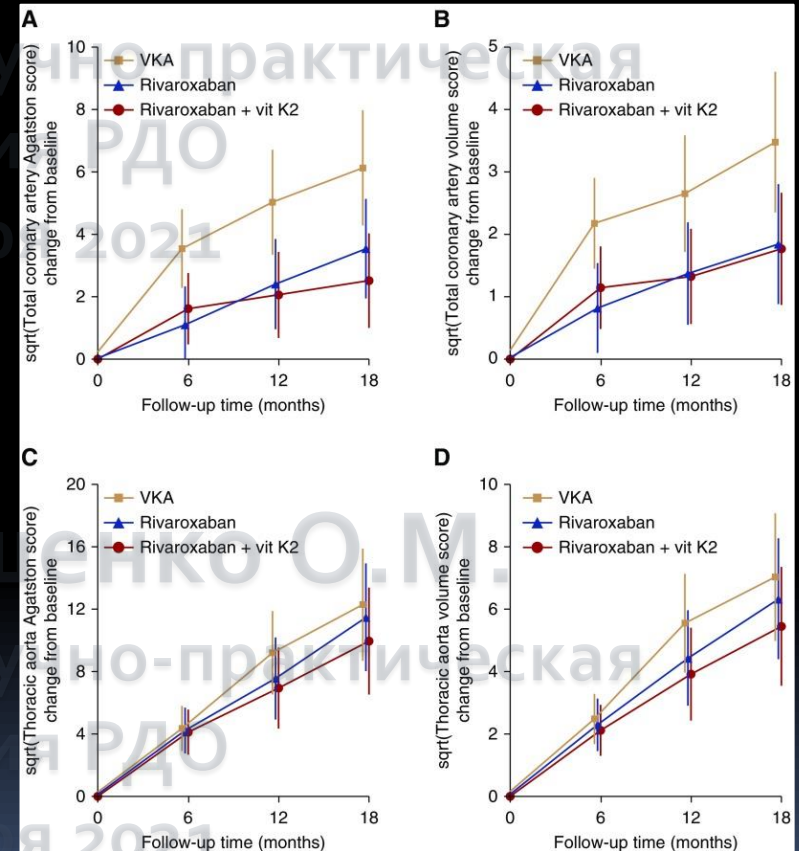 A
B
sqrt(Total coronary artery Agatston score)
change from baseline
10
8
6
4
2
0
VKA
Rivaroxaban
Rivaroxaban + vit K2
0
6
12
18
Follow-up time (months)
sqrt(Total coronary artery volume score)
change from baseline
5
4
3
2
1
0
VKA
Rivaroxaban
Rivaroxaban + vit K2
0
6
12
18
Follow-up time (months)
C
D
sqrt(Thoracic aorta Agatston score)
change from baseline
20
16
12
8
4
0
VKA
Rivaroxaban
Rivaroxaban + vit K2
0
6
12
18
Follow-up time (months)
sqrt(Thoracic aorta volume score)
change from baseline
10
8
6
4
2
0
VKA
Rivaroxaban
Rivaroxaban + vit K2
0
6
12
18
Follow-up time (months)
практическая
РДО
2021
О.М.
практическая
РДО
2021